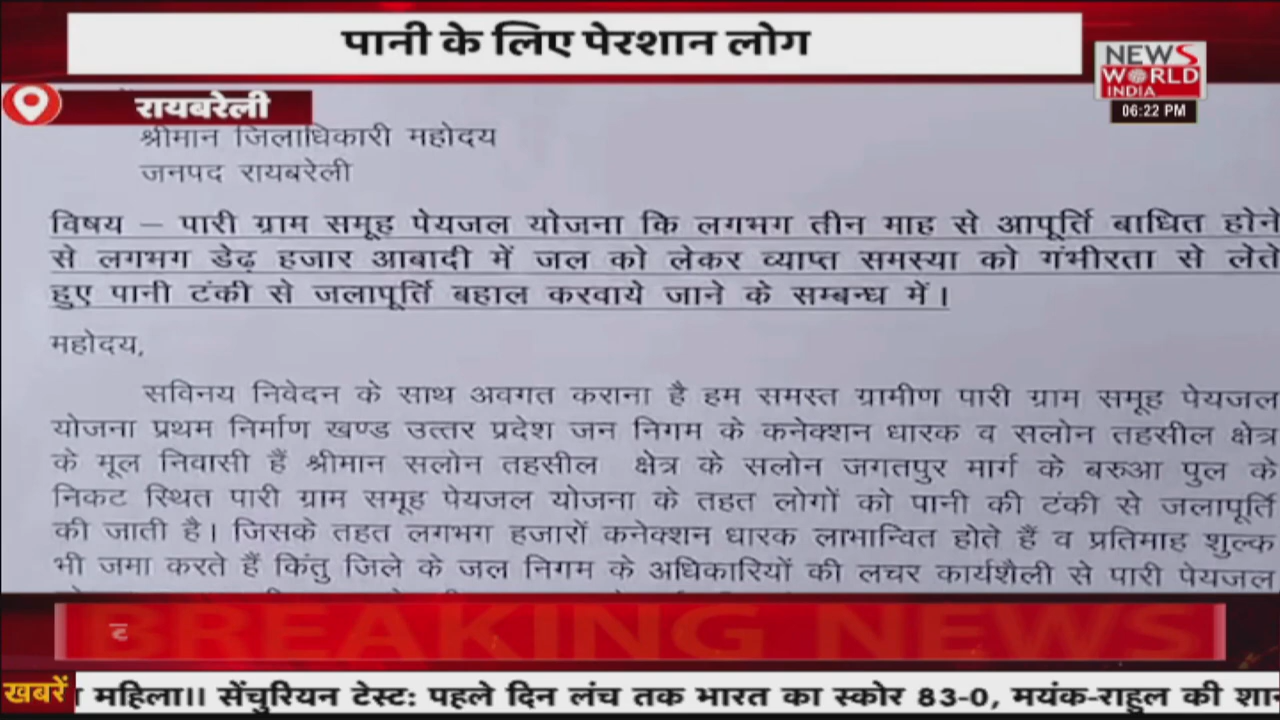 पानी के लिए पेरशान लोग
NEWS
WORLD
INDIA
06:22 PM
रायबरेली
श्रीमान जिलाधिकारी महोदय
जनपद रायबरेली
विषय – पारी ग्राम समूह पेयजल योजना कि लगभग तीन माह से आपूर्ति बाधित होने
से लगभग डेढ़ हजार आबादी में जल को लेकर व्याप्त समस्या को गंभीरता से लेते
हुए पानी टंकी से जलापूर्ति बहाल करवाये जाने के सम्बन्ध में।
महोदय,
सविनय निवेदन के साथ अवगत कराना है हम समस्त ग्रामीण पारी ग्राम समूह पेयजल
योजना प्रथम निर्माण खण्ड उत्तर प्रदेश जन निगम के कनेक्शन धारक व सलोन तहसील क्षेत्र
के मूल निवासी हैं श्रीमान सलोन तहसील क्षेत्र के सलोन जगतपुर मार्ग के बरुआ पुल के
निकट स्थित पारी ग्राम समूह पेयजल योजना के तहत लोगों को पानी की टंकी से जलापूर्ति
की जाती है। जिसके तहत लगभग हजारों कनेक्शन धारक लाभान्वित होते हैं व प्रतिमाह शुल्क
भी जमा करते हैं किंतु जिले के जल निगम के अधिकारियों की लचर कार्यशैली से पारी पेयजल
BREAKING NEWS
खबरें
महिला।। सेंचुरियन टेस्ट: पहले दिन लंच तक भारत का स्कोर 83-0, मयंक-राहुल की